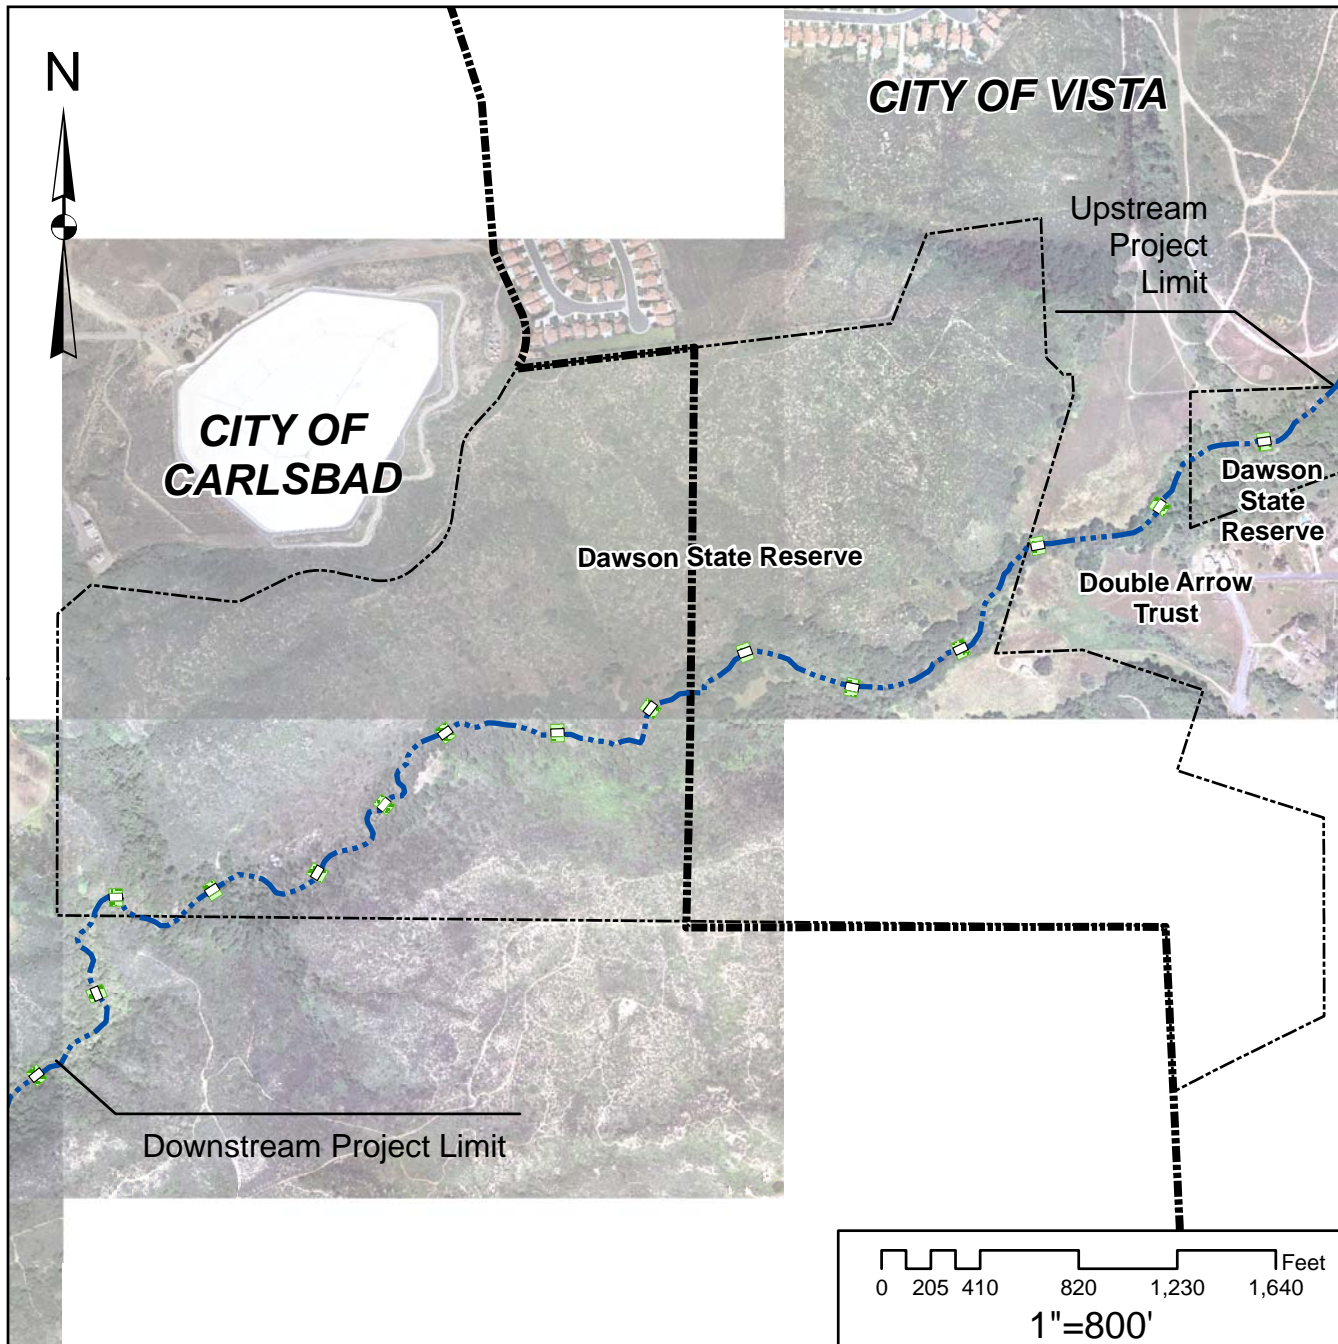 N
CITY OF VISTA
Upstream
Project
Limit
CITY OF
CARLSBAD
Dawson
State
Reserve
Dawson State Reserve
Double Arrow
Trust
Downstream Project Limit
Feet
0 205 410 820 1,230 1,640
1"=800'